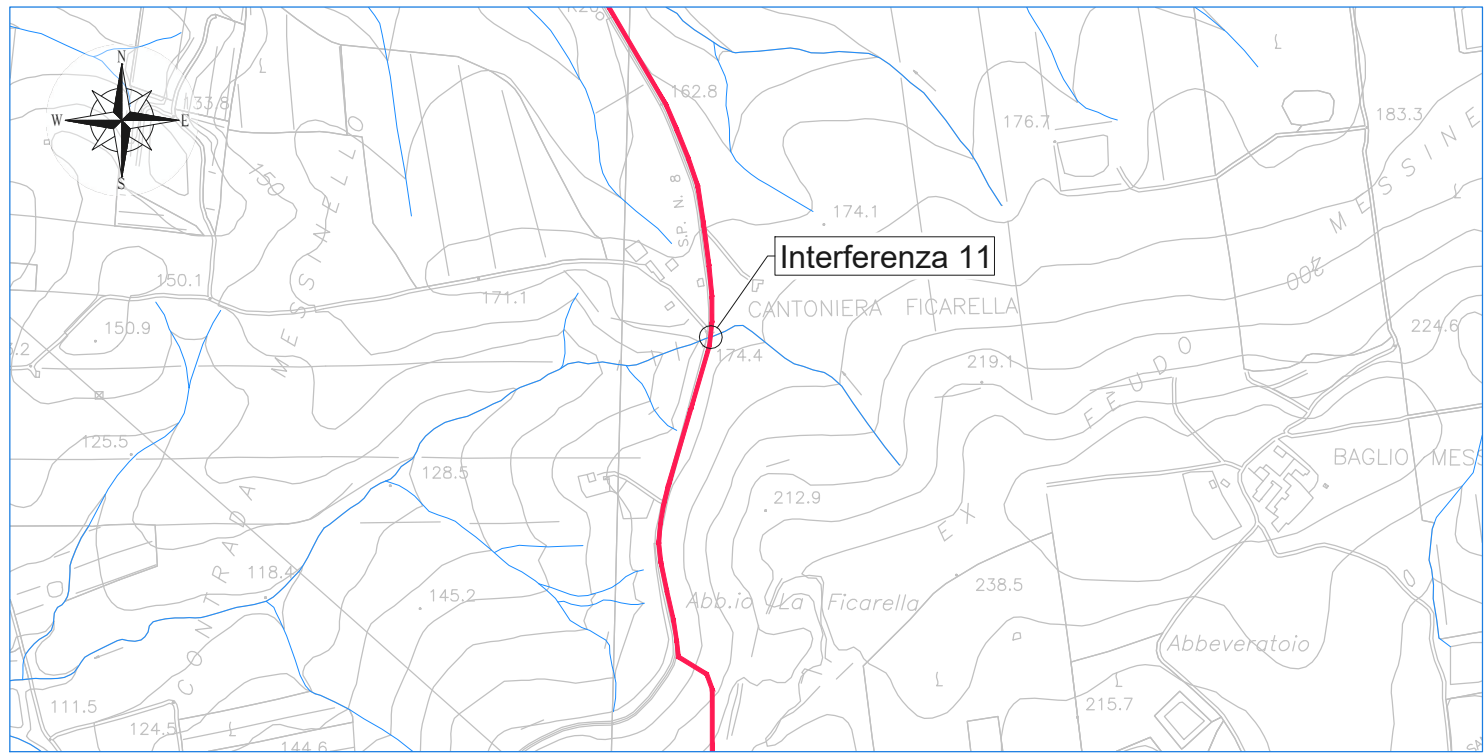 N
W
E
S
133.8
162.8
176.7
183.3
150
MESSINELLO
S.P. N. 8
174.1
MESSINE
Interferenza 11
200
150.1
171.1
CANTONIERA FICARELLA
150.9
5.2
174.4
224.6
219.1
FEUDO
125.5
128.5
BAGLIO MESS
212.9
EX
CONTRADA
118.4
145.2
Abb.io La Ficarella
238.5
Abbeveratoio
111.5
124.5
144.6
215.7